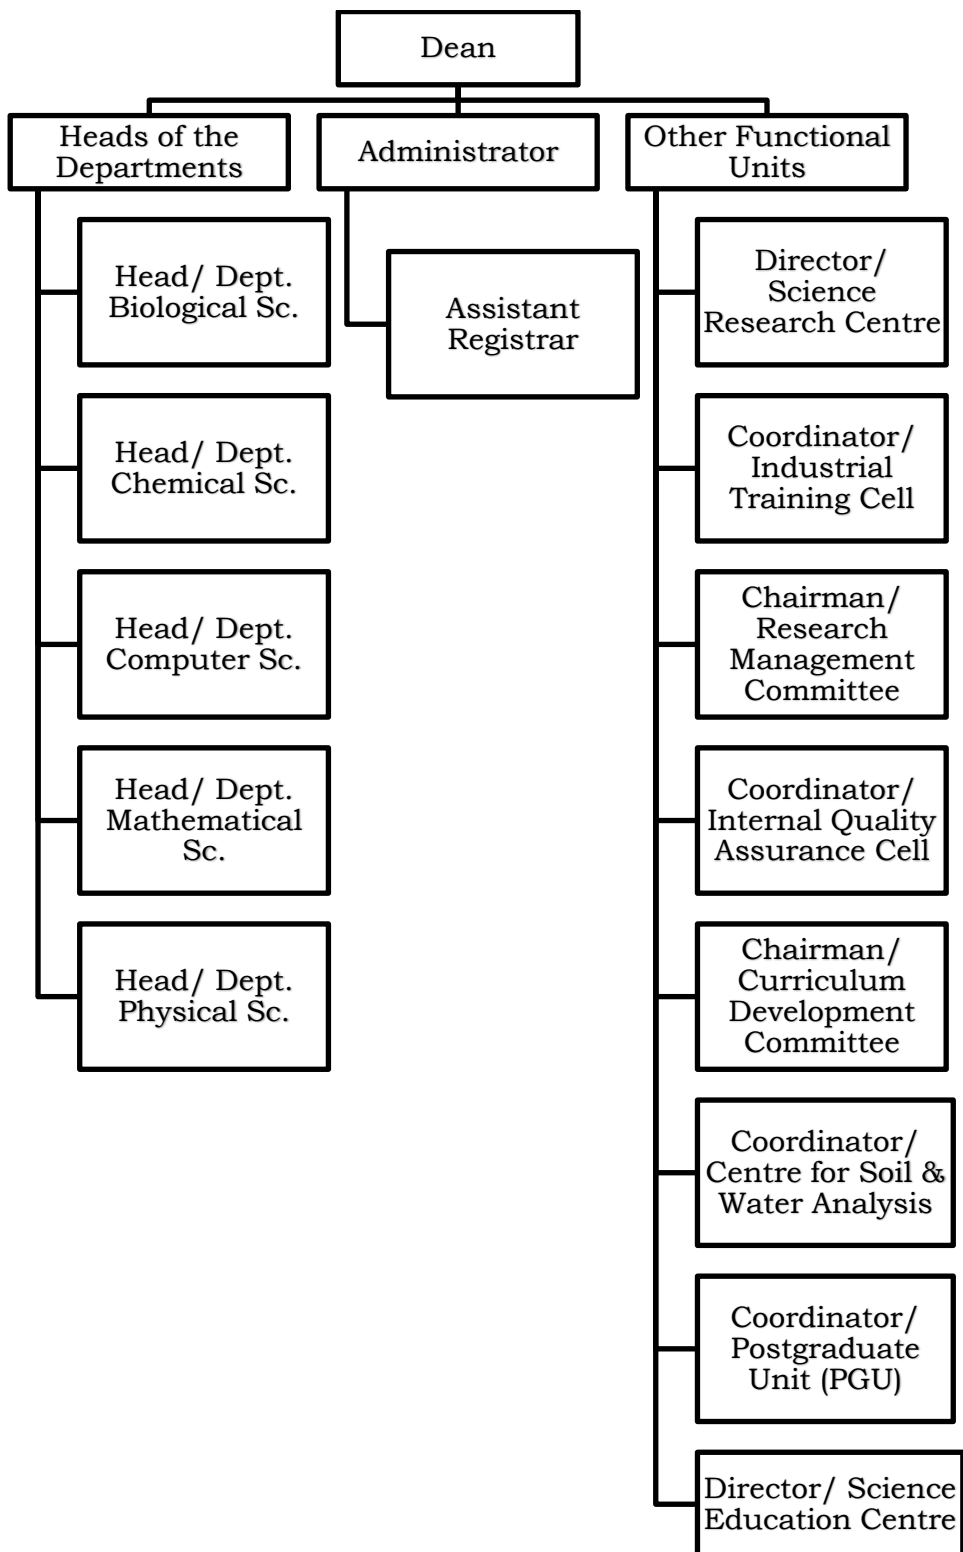 Dean
Heads of the
Departments
Administrator
Other Functional
Units
Head/ Dept.
Biological Sc.
Head/ Dept.
Chemical Sc.
Head/ Dept.
Computer Sc.
Head/ Dept.
Mathematical
Sc.
Head/ Dept.
Physical Sc.
Assistant
Registrar
Director/
Science
Research Centre
Coordinator/
Industrial
Training Cell
Chairman/
Research
Management
Committee
Coordinator/
Internal Quality
Assurance Cell
Chairman/
Curriculum
Development
Committee
Coordinator/
Centre for Soil &
Water Analysis
Coordinator/
Postgraduate
Unit (PGU)
Director/ Science
Education Centre